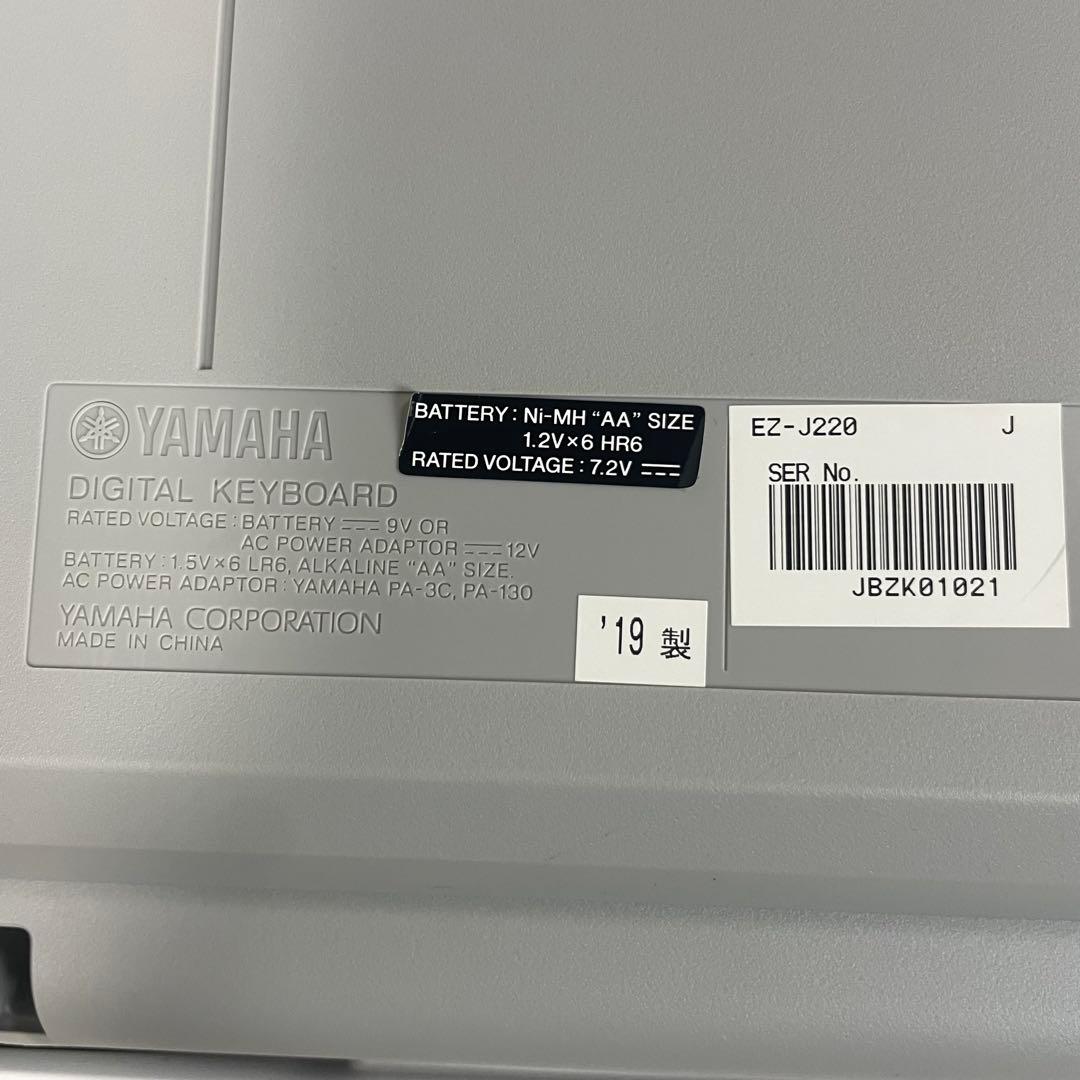 YAMAHA
DIGITAL KEYBOARD
RATED VOLTAGE : BATTERY ⎓ 9V OR
AC POWER ADAPTOR ⎓ 12V
BATTERY : 1.5V×6 LR6, ALKALINE “AA” SIZE.
AC POWER ADAPTOR : YAMAHA PA-3C, PA-130
YAMAHA CORPORATION
MADE IN CHINA
BATTERY : Ni-MH “AA” SIZE
1.2V×6 HR6
RATED VOLTAGE : 7.2V ⎓
'19 製
EZ-J220 J
SER No.
JBZK01021